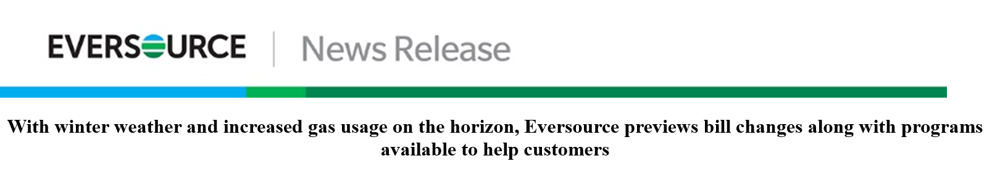 EVERSOURCE | News Release
With winter weather and increased gas usage on the horizon, Eversource previews bill changes along with programs
available to help customers